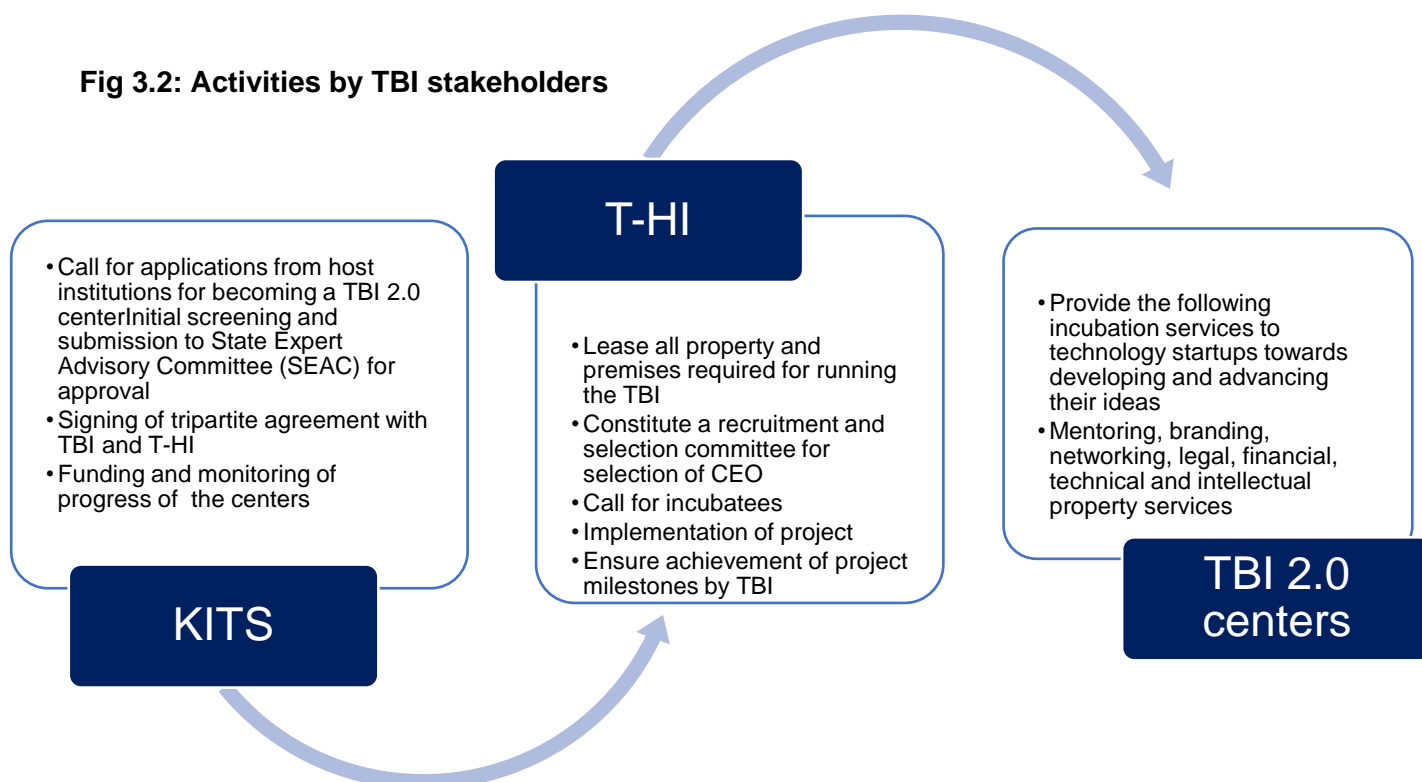 Fig 3.2: Activities by TBI stakeholders
•Call for applications from host
institutions for becoming a TBI 2.0
centerInitial screening and
submission to State Expert
Advisory Committee (SEAC) for
approval
•Signing of tripartite agreement with
TBI and T-HI
•Funding and monitoring of
progress of the centers
KITS
T-HI
•Lease all property and
premises required for running
the TBI
•Constitute a recruitment and
selection committee for
selection of CEO
•Call for incubatees
•Implementation of project
•Ensure achievement of project
milestones by TBI
•Provide the following
incubation services to
technology startups towards
developing and advancing
their ideas
•Mentoring, branding,
networking, legal, financial,
technical and intellectual
property services
TBI 2.0
centers